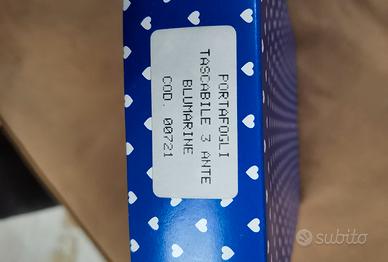 PORTAFOGLI
TASCABILE 3 ANTE
BLUMARINE
COD. 00721
subito